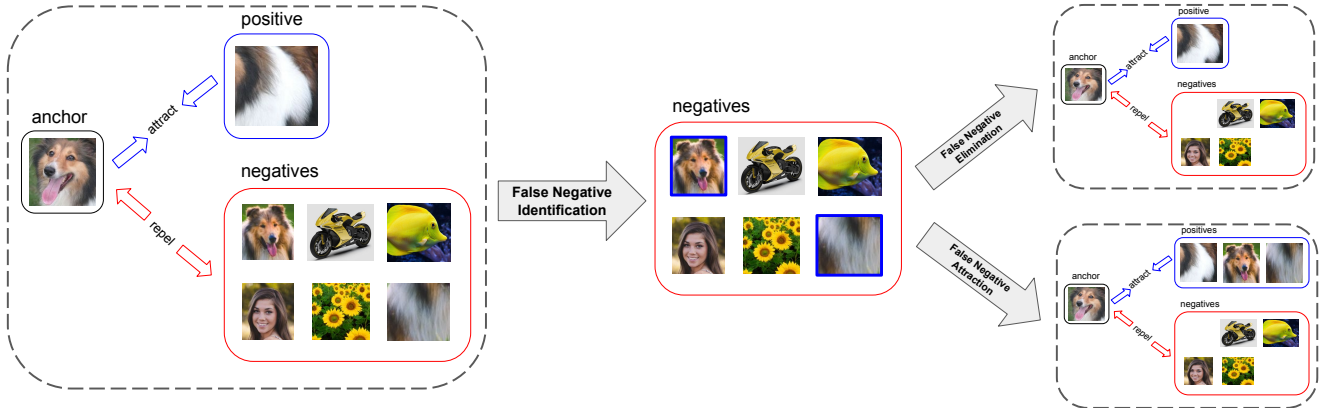 positive
anchor
attract
repel
negatives
False Negative
Identification
negatives
False Negative
Elimination
False Negative
Attraction
positive
anchor
attract
repel
negatives
positives
anchor
attract
repel
negatives